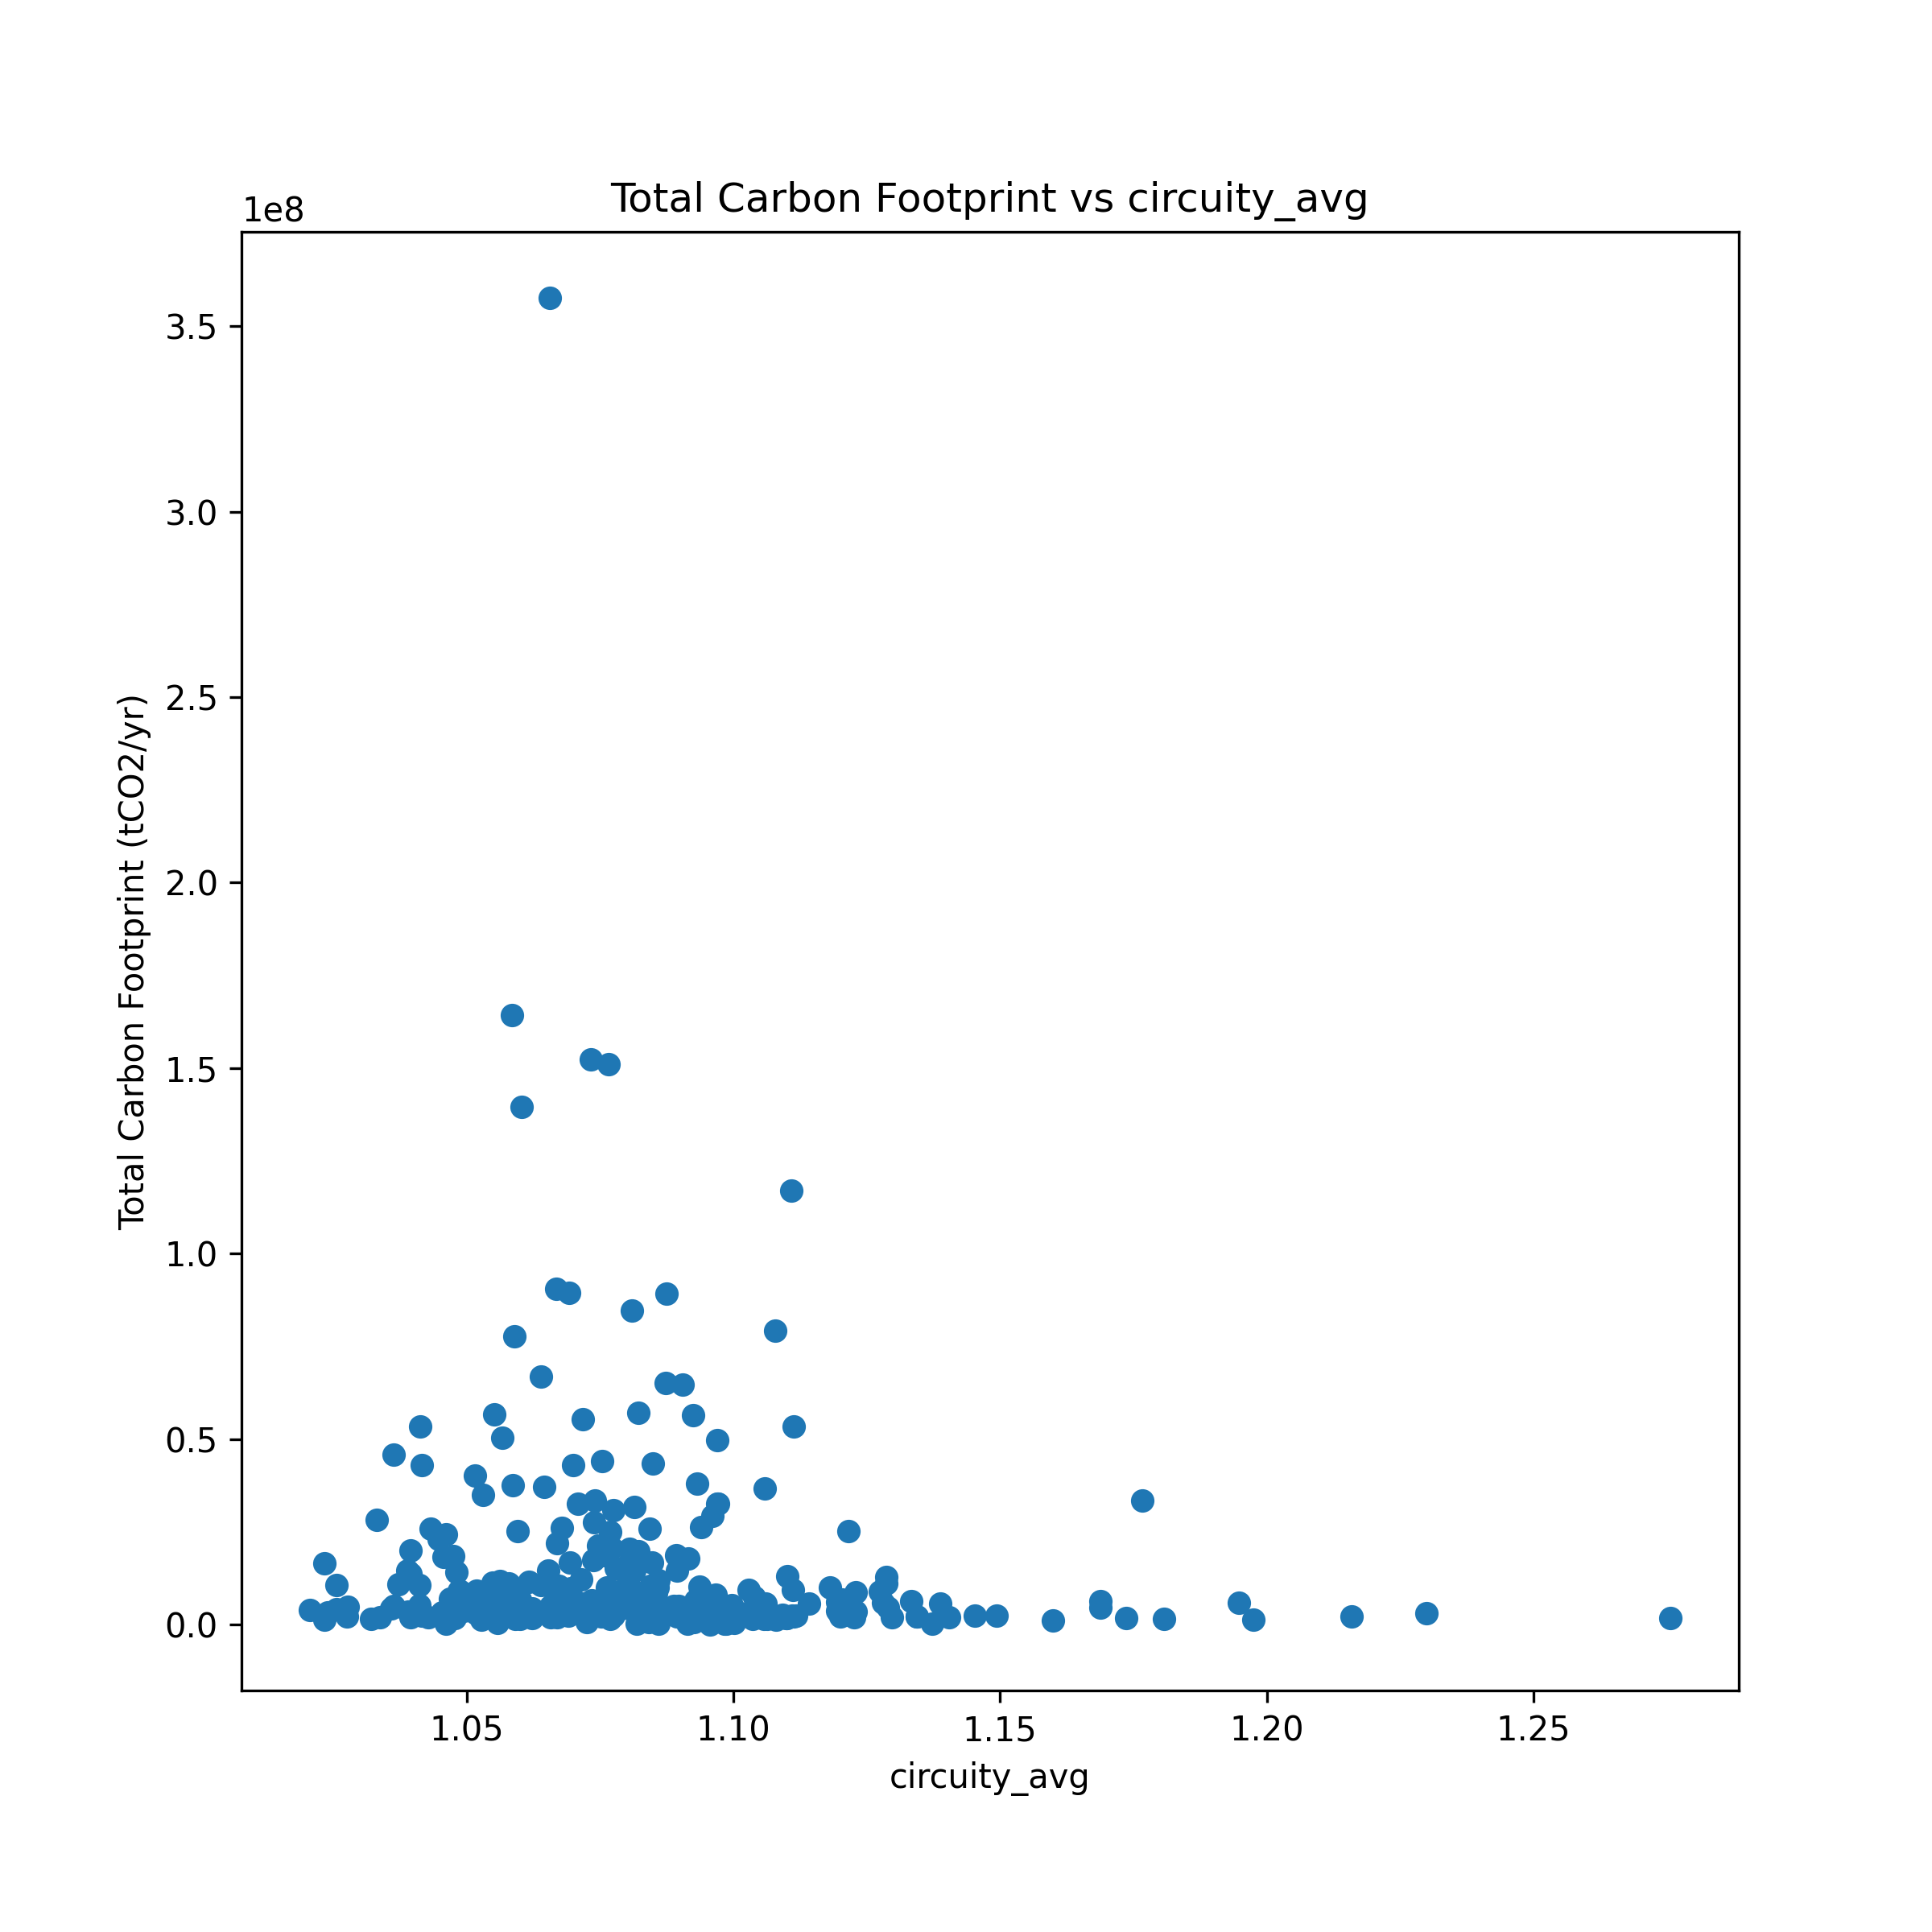 Total Carbon Footprint vs circuity_avg
1e8
3.5
3.0
2.5
2.0
1.5
1.0
0.5
0.0
Total Carbon Footprint (tCO2/yr)
1.05 1.10 1.15 1.20 1.25
circuity_avg